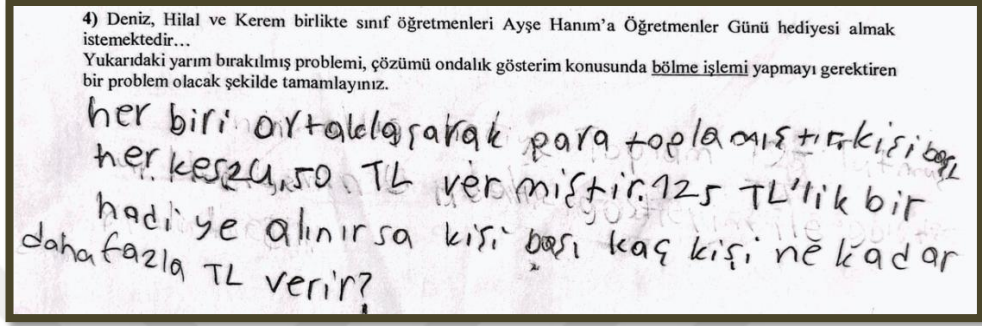 4) Deniz, Hilal ve Kerem birlikte sınıf öğretmenleri Ayşe Hanım’a Öğretmenler Günü hediyesi almak
istemektedir…
Yukarıdaki yarım bırakılmış problemi, çözümü ondalık gösterim konusunda bölme işlemi yapmayı gerektiren
bir problem olacak şekilde tamamlayınız.
her biri ortaklaşarak para toplamıştır kişi başı
herkes 24,50 TL vermiştir. 125 TL'lik bir
hadiye alınırsa kişi başı kaç kişi ne kadar
daha fazla TL verir?